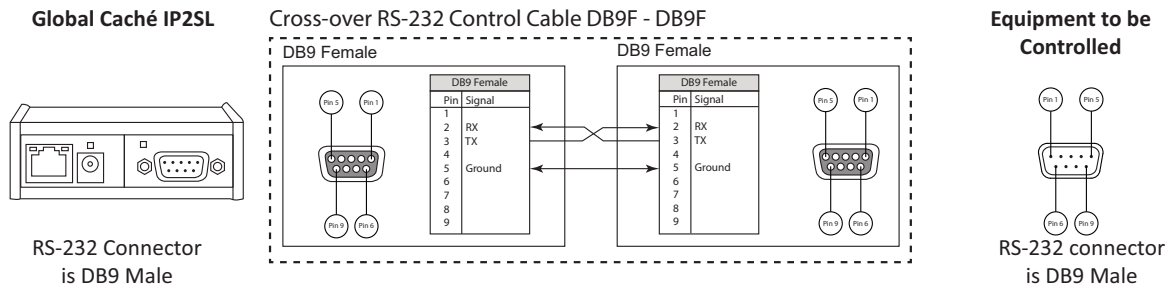 Global Caché IP2SL
Cross-over RS-232 Control Cable DB9F - DB9F
Equipment to be
Controlled
DB9 Female
DB9 Female
Pin 5 Pin 1
Pin 9 Pin 6
DB9 Female
Pin Signal
1
2 RX
3 TX
4
5 Ground
6
7
8
9
DB9 Female
Pin Signal
1
2 RX
3 TX
4
5 Ground
6
7
8
9
Pin 5 Pin 1
Pin 9 Pin 6
Pin 1 Pin 5
Pin 6 Pin 9
RS-232 Connector
is DB9 Male
RS-232 connector
is DB9 Male